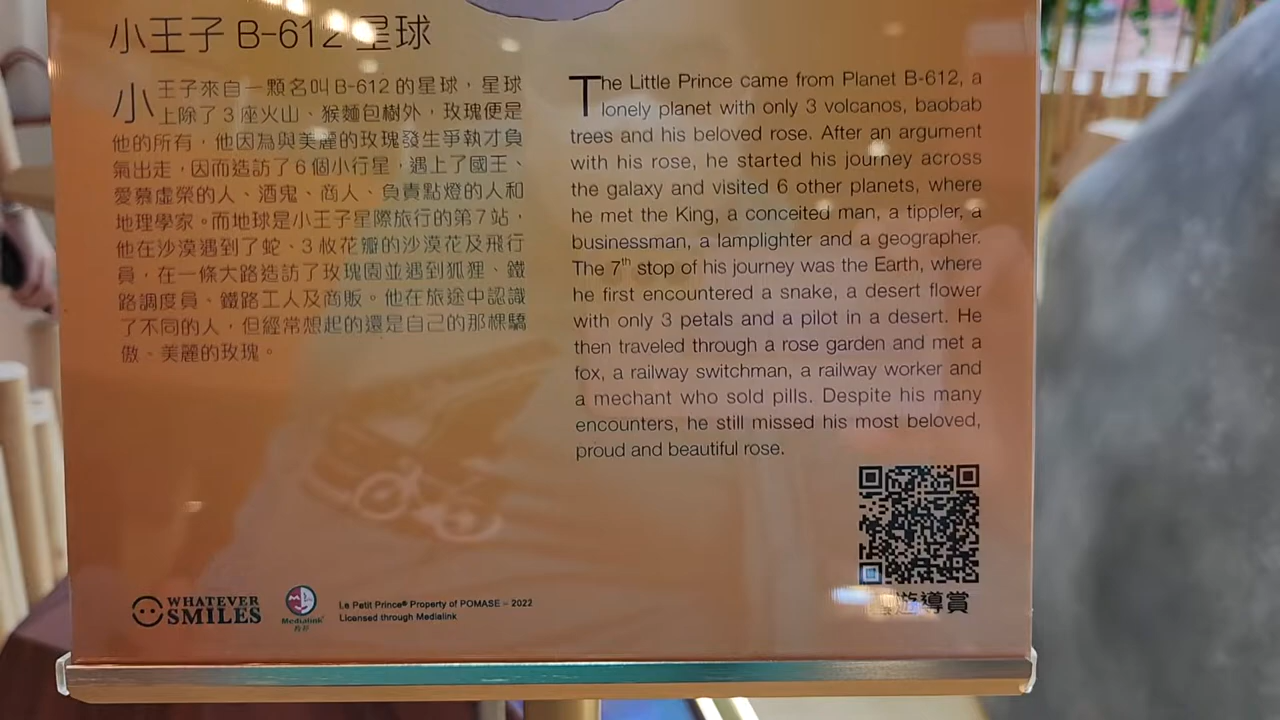 小王子 B-612 星球
小王子來自一顆名叫 B-612 的星球，星球
上除了 3 座火山、猴麵包樹外，玫瑰便是
他的所有，他因為與美麗的玫瑰發生爭執才負
氣出走，因而造訪了 6 個小行星，遇上了國王、
愛慕虛榮的人、酒鬼、商人、負責點燈的人和
地理學家。而地球是小王子星際旅行的第 7 站，
他在沙漠遇到了蛇、3 枚花瓣的沙漠花及飛行
員，在一條大路造訪了玫瑰園並遇到狐狸、鐵
路調度員、鐵路工人及商販。他在旅途中認識
了不同的人，但經常想起的還是自己的那棵驕
傲、美麗的玫瑰。
The Little Prince came from Planet B-612, a
lonely planet with only 3 volcanos, baobab
trees and his beloved rose. After an argument
with his rose, he started his journey across
the galaxy and visited 6 other planets, where
he met the King, a conceited man, a tippler, a
businessman, a lamplighter and a geographer.
The 7th stop of his journey was the Earth, where
he first encountered a snake, a desert flower
with only 3 petals and a pilot in a desert. He
then traveled through a rose garden and met a
fox, a railway switchman, a railway worker and
a mechant who sold pills. Despite his many
encounters, he still missed his most beloved,
proud and beautiful rose.
遊導賞
WHATEVER
SMILES
Medialink
Le Petit Prince® Property of POMASE – 2022
Licensed through Medialink